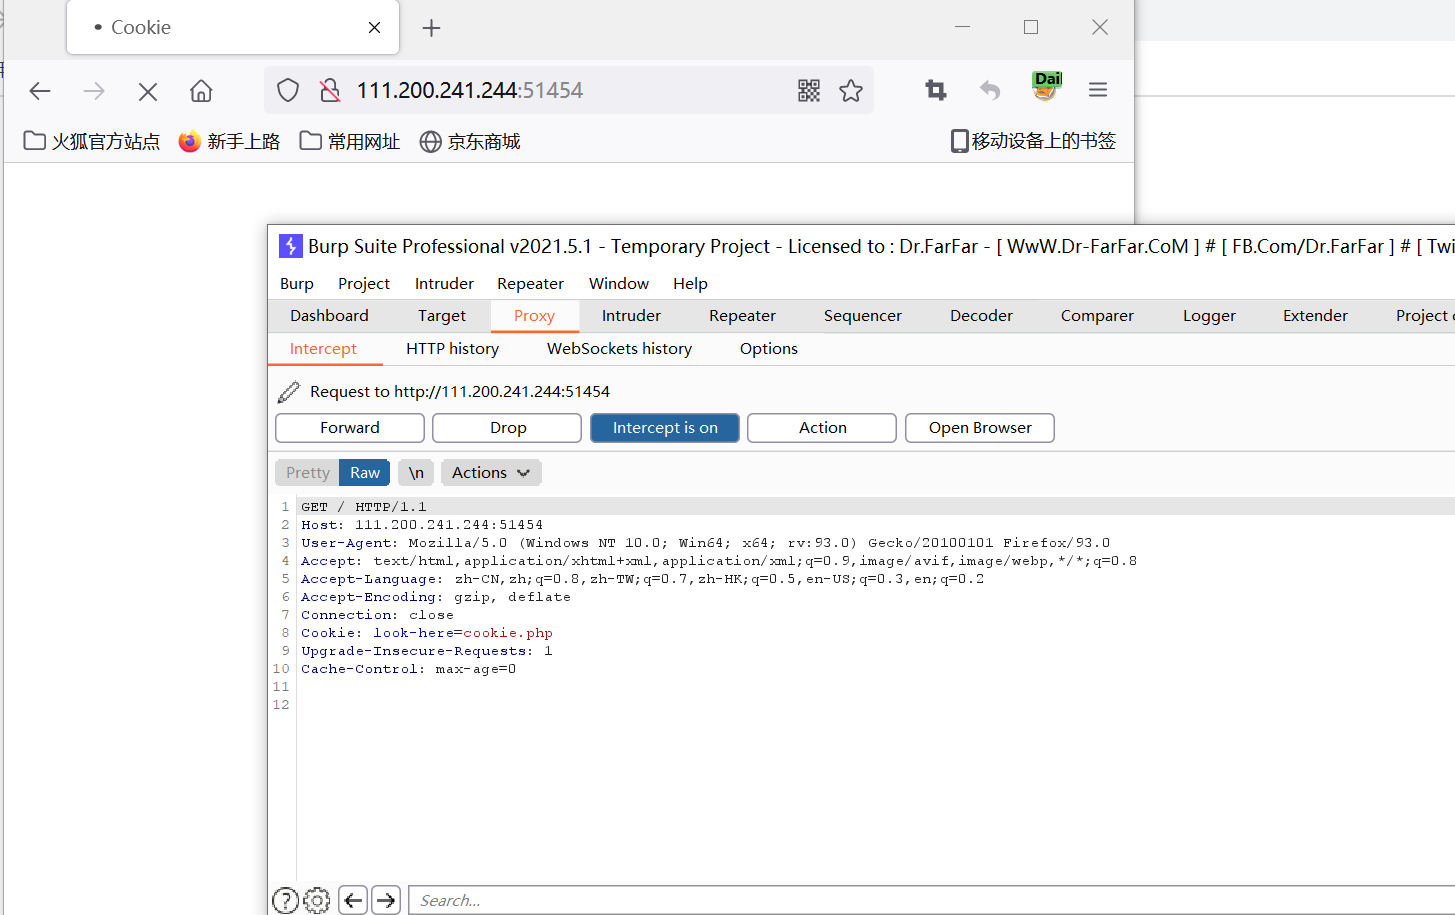 Cookie
111.200.241.244:51454
Dail
火狐官方站点 新手上路 常用网址 京东商城 移动设备上的书签
Burp Suite Professional v2021.5.1 - Temporary Project - Licensed to : Dr.FarFar - [ WwW.Dr-FarFar.CoM ] # [ FB.Com/Dr.FarFar ] # [ Twi
Burp Project Intruder Repeater Window Help
Dashboard Target Proxy Intruder Repeater Sequencer Decoder Comparer Logger Extender Project
Intercept HTTP history WebSockets history Options
Request to http://111.200.241.244:51454
Forward Drop Intercept is on Action Open Browser
Pretty Raw \n Actions
1 GET / HTTP/1.1
2 Host: 111.200.241.244:51454
3 User-Agent: Mozilla/5.0 (Windows NT 10.0; Win64; x64; rv:93.0) Gecko/20100101 Firefox/93.0
4 Accept: text/html,application/xhtml+xml,application/xml;q=0.9,image/avif,image/webp,*/*;q=0.8
5 Accept-Language: zh-CN,zh;q=0.8,zh-TW;q=0.7,zh-HK;q=0.5,en-US;q=0.3,en;q=0.2
6 Accept-Encoding: gzip, deflate
7 Connection: close
8 Cookie: look-here=cookie.php
9 Upgrade-Insecure-Requests: 1
10 Cache-Control: max-age=0
11
12
Search...